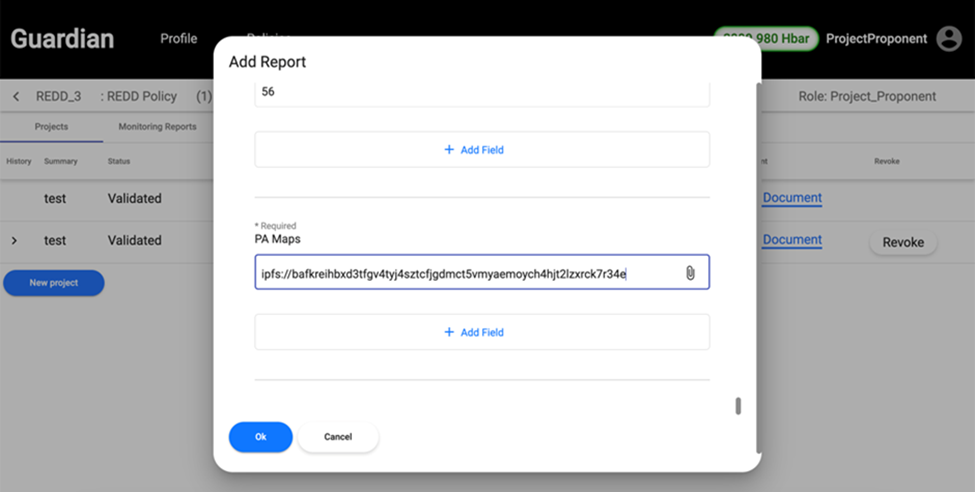 Guardian
Profile
Policies
980 Hbar
ProjectProponent
Add Report
REDD_3 : REDD Policy (1)
Role: Project_Proponent
Projects
Monitoring Reports
History
Summary
Status
Revoke
test
Validated
Document
test
Validated
Document
Revoke
New project
56
+ Add Field
* Required
PA Maps
ipfs://bafkreihbxd3tfgv4tyj4sztcfjgdmct5vmyaemoych4hjt2lzxrck7r34e
+ Add Field
Ok
Cancel